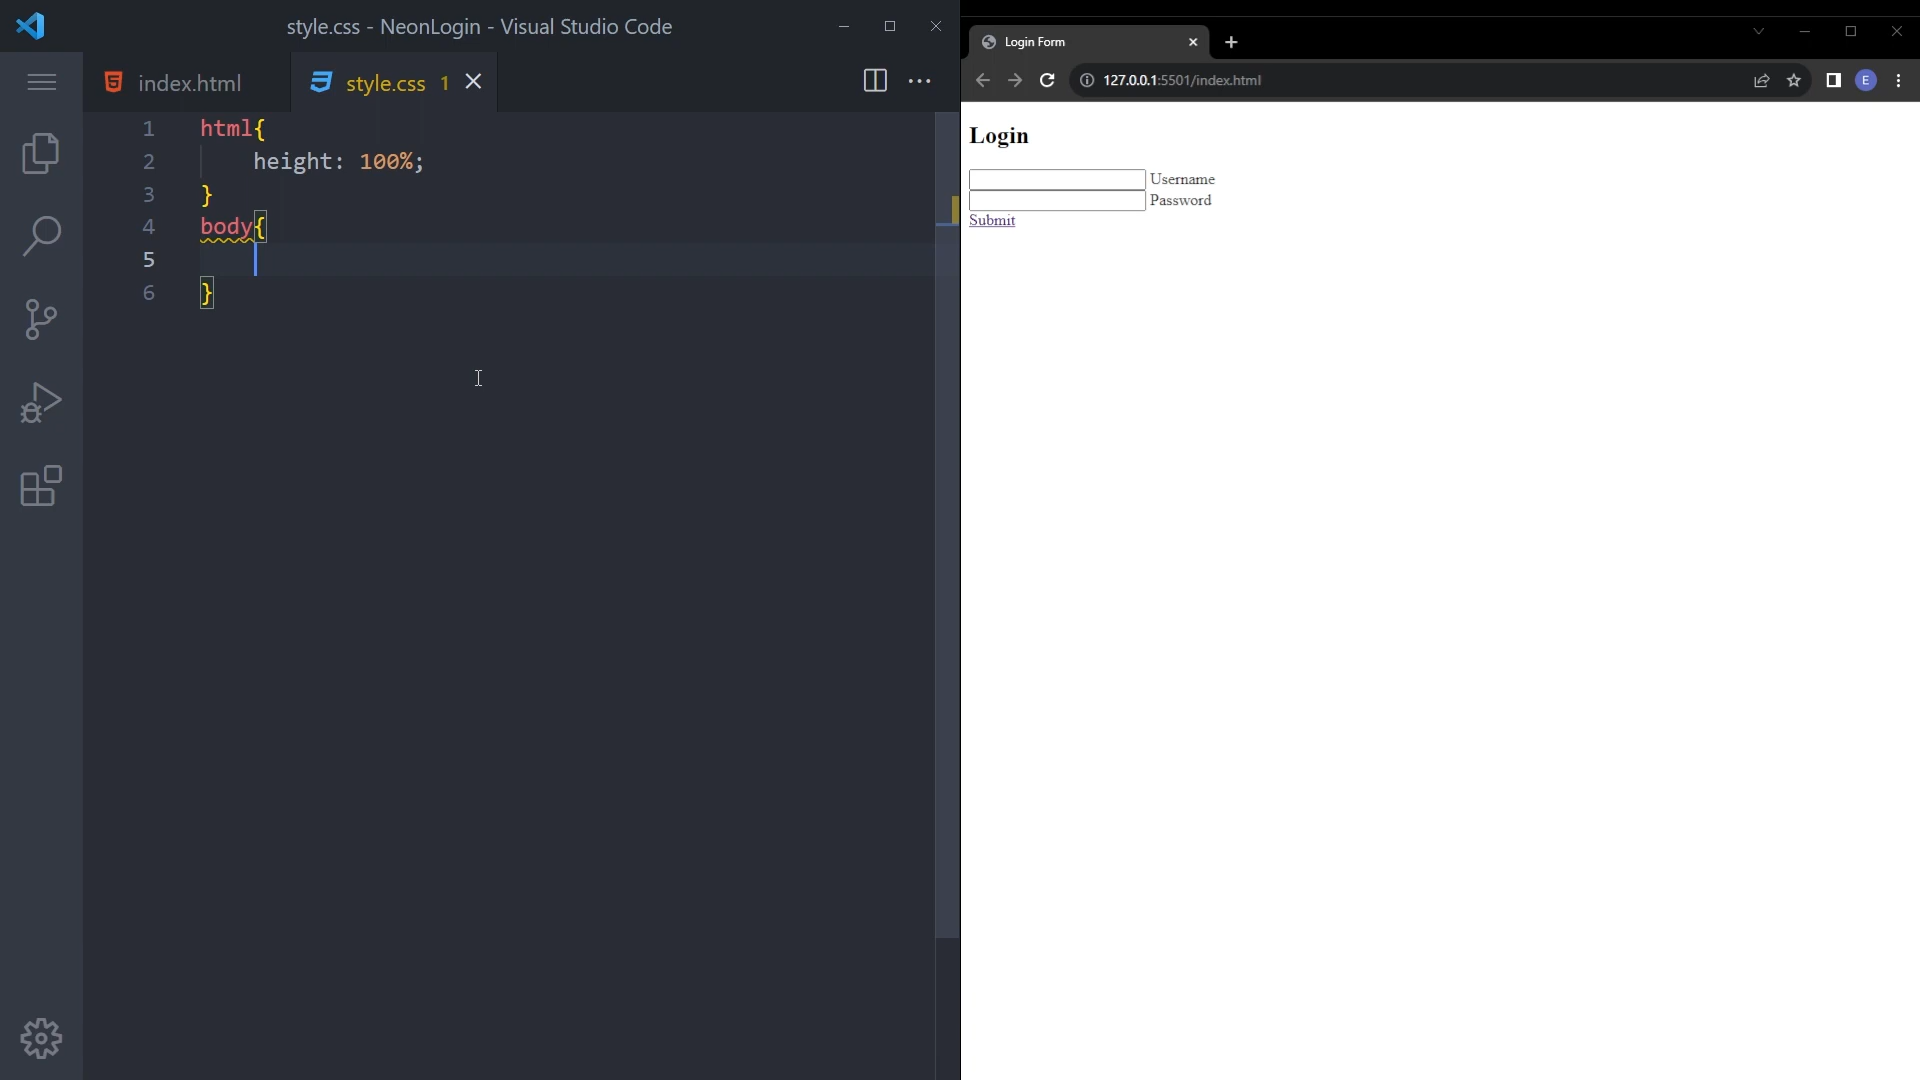 style.css - NeonLogin - Visual Studio Code
index.html
style.css 1
1 html{
2 height: 100%;
3 }
4 body{
5
6 }
Login Form
127.0.0.1:5501/index.html
E
Login
Username
Password
Submit